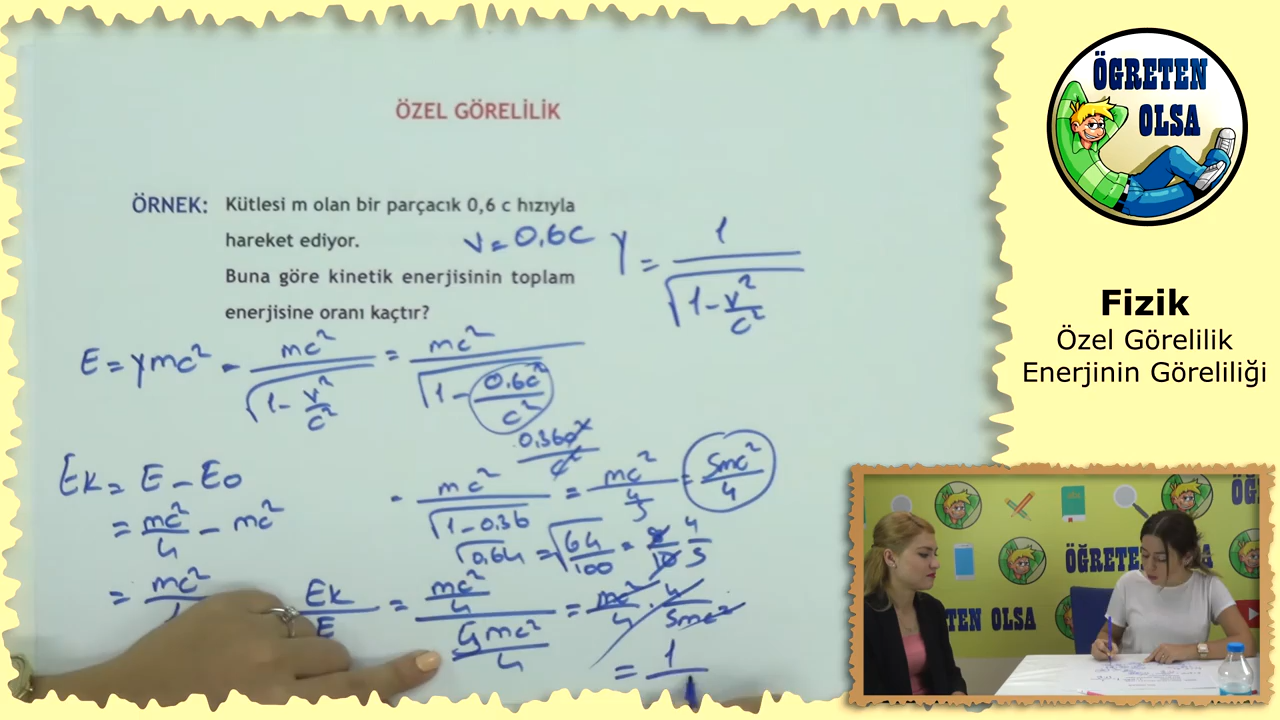 ÖZEL GÖRELİLİK
ÖRNEK: Kütlesi m olan bir parçacık 0,6 c hızıyla
hareket ediyor.
Buna göre kinetik enerjisinin toplam
enerjisine oranı kaçtır?
v = 0,6c
γ = 1 / √(1 - v²/c²)
E = γmc² = mc² / √(1 - v²/c²) = mc² / √(1 - 0.6c²/c²)
0.36c²/c²
= mc² / √(1 - 0.36) = mc² / (4/5) = 5mc²/4
√0,64 = √(64/100) = 8/10 4/5
Ek = E - E0
= mc²/4 - mc²
= mc²
Ek/E = (mc²/4) / (5mc²/4) = mc²/4 . 4/5mc²
= 1
ÖĞRETEN
OLSA
Fizik
Özel Görelilik
Enerjinin Göreliliği
ÖĞRETEN
TEN OLSA